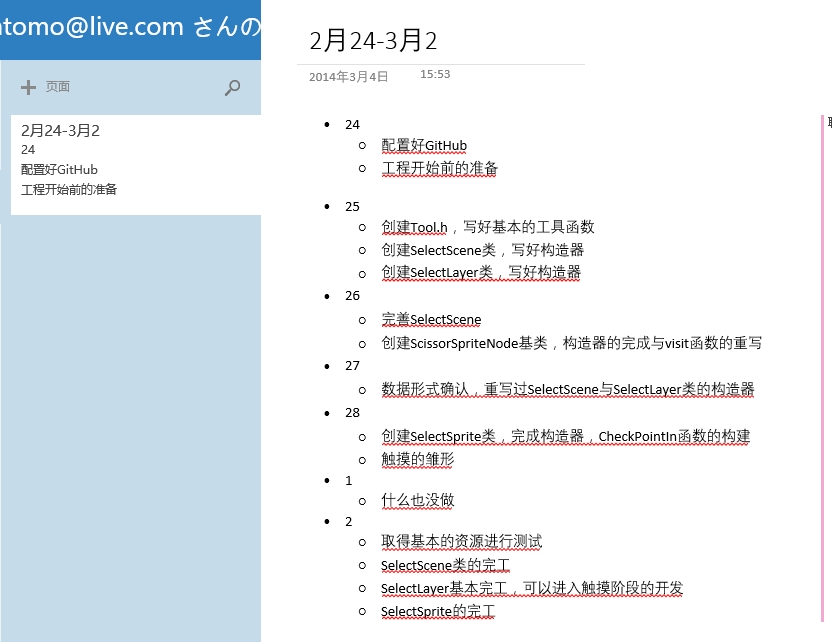 tomo@live.com さんの
页面
2月24-3月2
24
配置好GitHub
工程开始前的准备
2月24-3月2
2014年3月4日 15:53
24
配置好GitHub
工程开始前的准备
25
创建Tool.h，写好基本的工具函数
创建SelectScene类，写好构造器
创建SelectLayer类，写好构造器
26
完善SelectScene
创建ScissorSpriteNode基类，构造器的完成与visit函数的重写
27
数据形式确认，重写过SelectScene与SelectLayer类的构造器
28
创建SelectSprite类，完成构造器，CheckPointIn函数的构建
触摸的雏形
1
什么也没做
2
取得基本的资源进行测试
SelectScene类的完工
SelectLayer基本完工，可以进入触摸阶段的开发
SelectSprite的完工